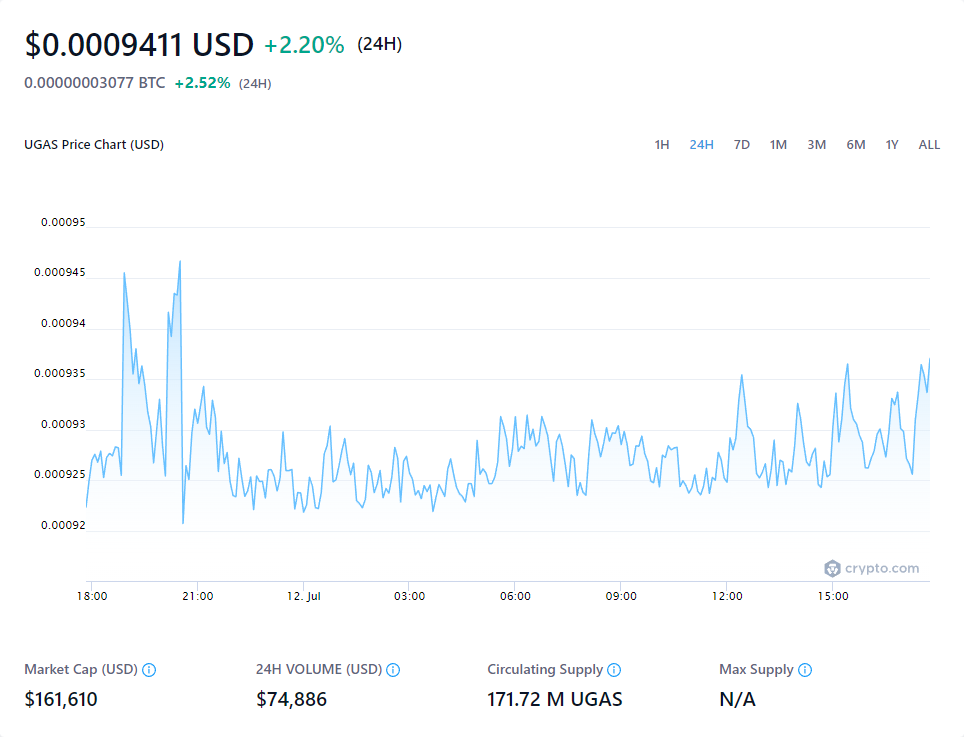 $0.0009411 USD +2.20% (24H)
0.00000003077 BTC +2.52% (24H)
UGAS Price Chart (USD) 1H 24H 7D 1M 3M 6M 1Y ALL
0.00095
0.000945
0.00094
0.000935
0.00093
0.000925
0.00092
crypto.com
18:00 21:00 12. Jul 03:00 06:00 09:00 12:00 15:00
Market Cap (USD) 24H VOLUME (USD) Circulating Supply Max Supply
$161,610 $74,886 171.72 M UGAS N/A